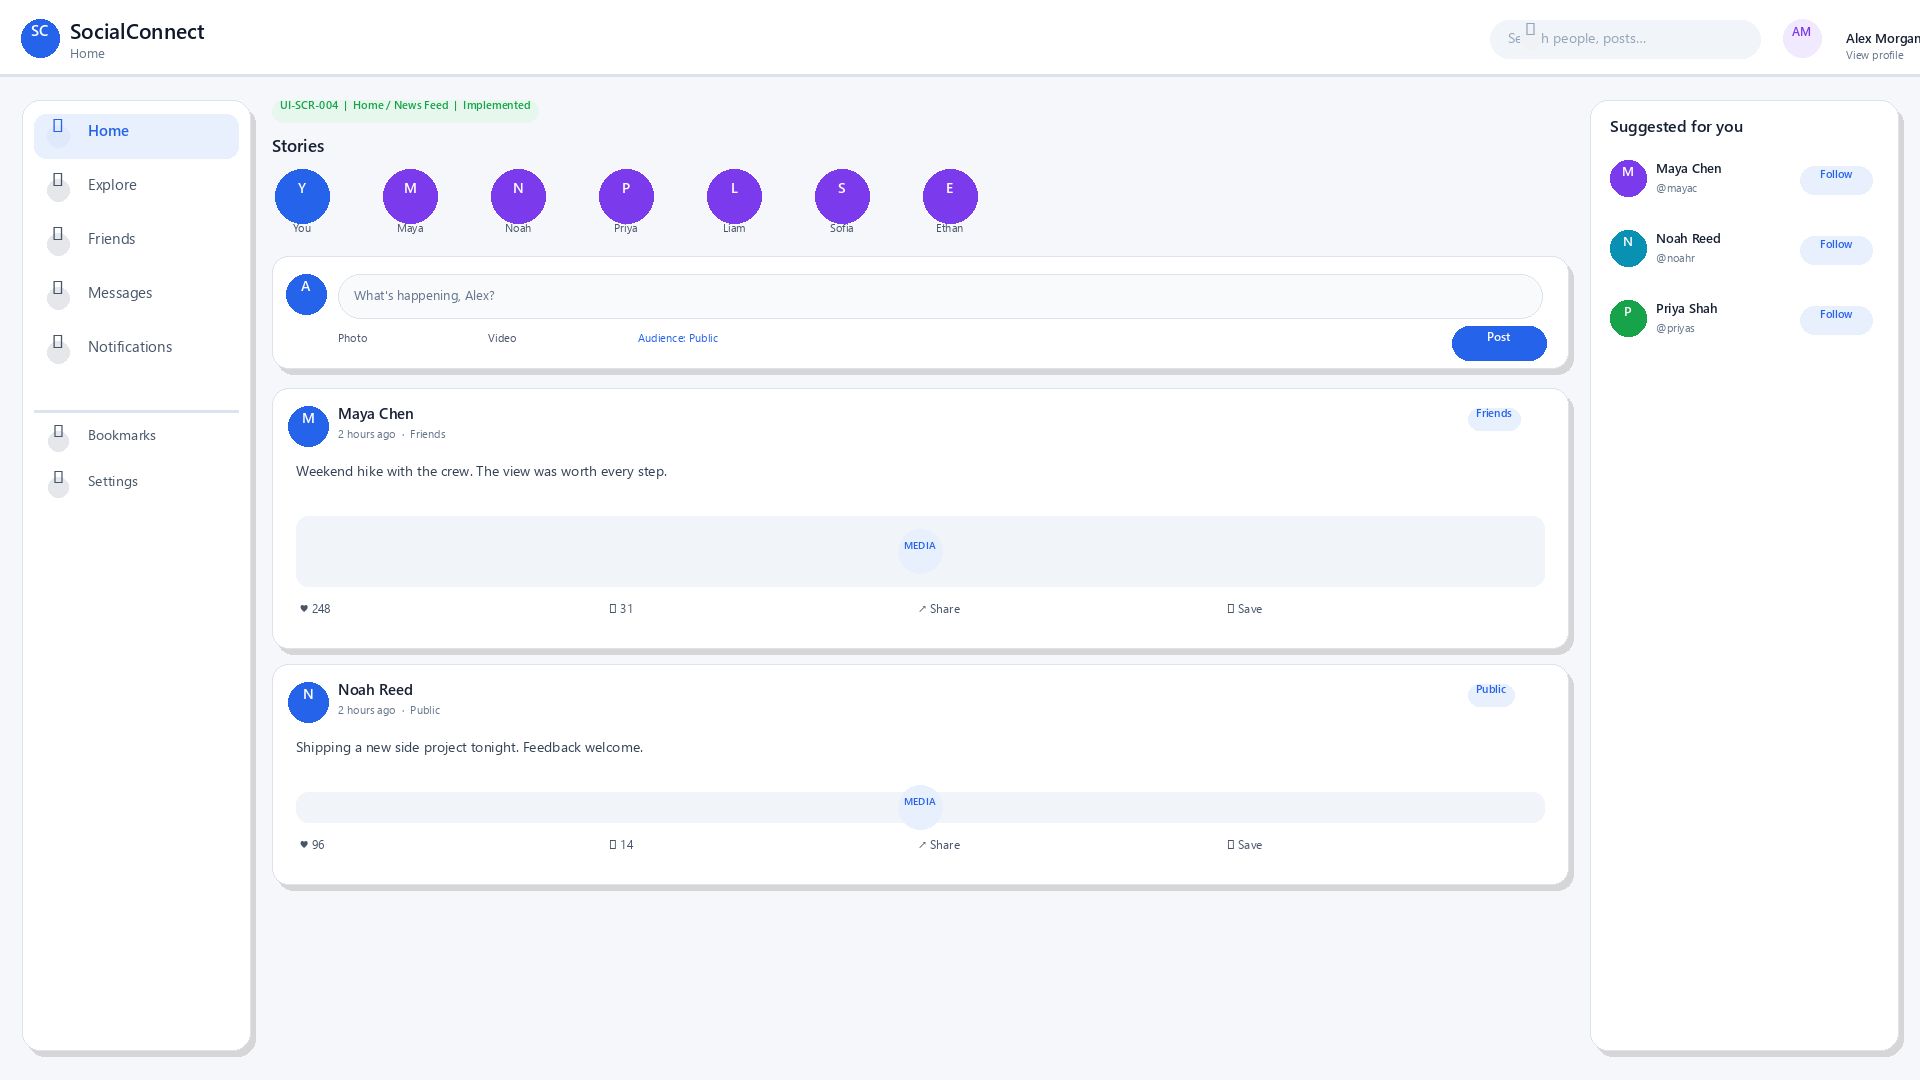 SC
SocialConnect
Home
h people, posts...
AM
Alex Morgan
View profile
Home
Explore
Friends
Messages
Notifications
Bookmarks
Settings
UI-SCR-004 | Home / News Feed | Implemented
Stories
Y M N P L S E
You Maya Noah Priya Liam Sofia Ethan
A
What's happening, Alex?
Photo Video Audience: Public Post
M
Maya Chen
2 hours ago · Friends
Friends
Weekend hike with the crew. The view was worth every step.
MEDIA
♥ 248 31 ↗ Share Save
N
Noah Reed
2 hours ago · Public
Public
Shipping a new side project tonight. Feedback welcome.
MEDIA
♥ 96 14 ↗ Share Save
Suggested for you
M
Maya Chen
@mayac
Follow
N
Noah Reed
@noahr
Follow
P
Priya Shah
@priyas
Follow